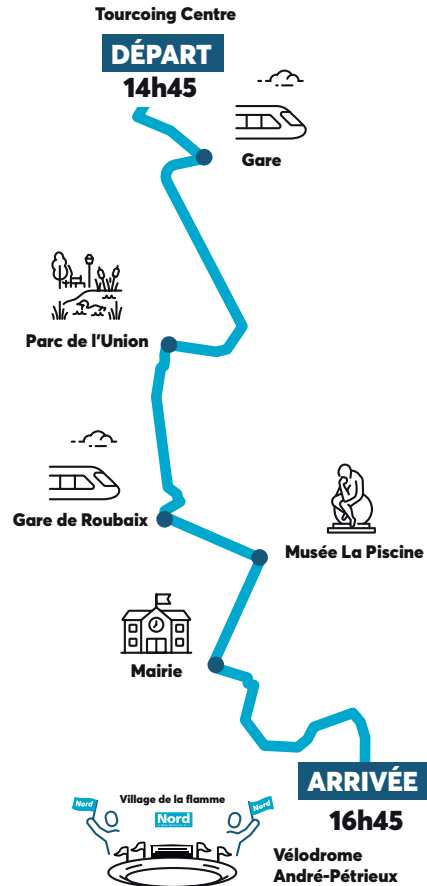 Tourcoing Centre
DÉPART
14h45
Gare
Parc de l'Union
Gare de Roubaix
Musée La Piscine
Mairie
ARRIVÉE
16h45
Vélodrome
André-Pétrieux
Village de la flamme
Nord
Nord
Nord